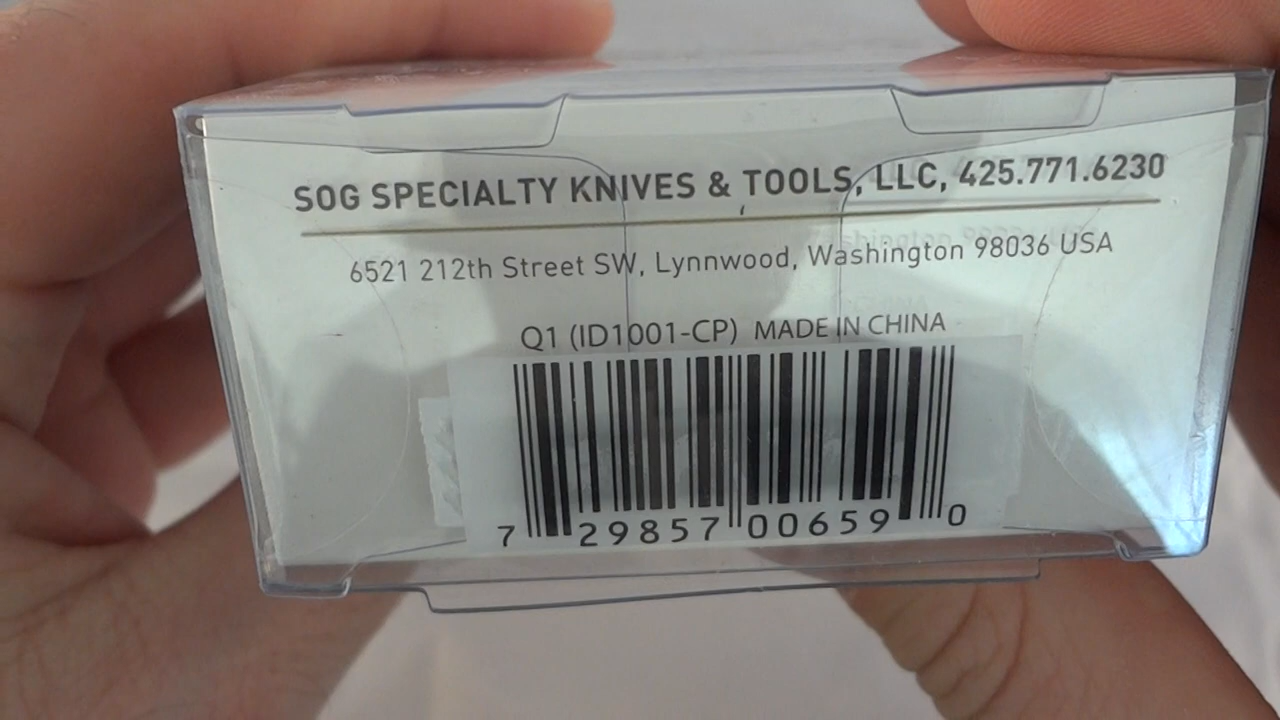 SOG SPECIALTY KNIVES & TOOLS, LLC, 425.771.6230
6521 212th Street SW, Lynnwood, Washington 98036 USA
Q1 (ID1001-CP) MADE IN CHINA
7 29857 00659 0